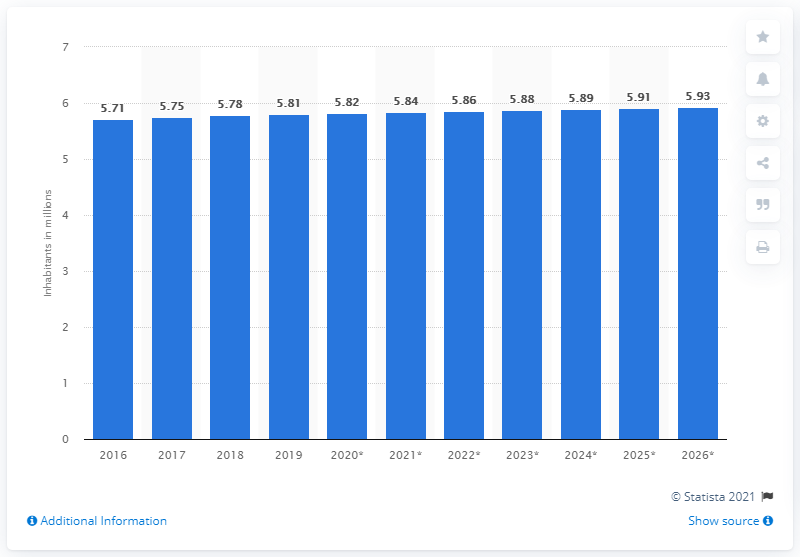 7
6
5
4
3
2
1
0
Inhabitants in millions
5.71 5.75 5.78 5.81 5.82 5.84 5.86 5.88 5.89 5.91 5.93
2016 2017 2018 2019 2020* 2021* 2022* 2023* 2024* 2025* 2026*
© Statista 2021
Additional Information
Show source